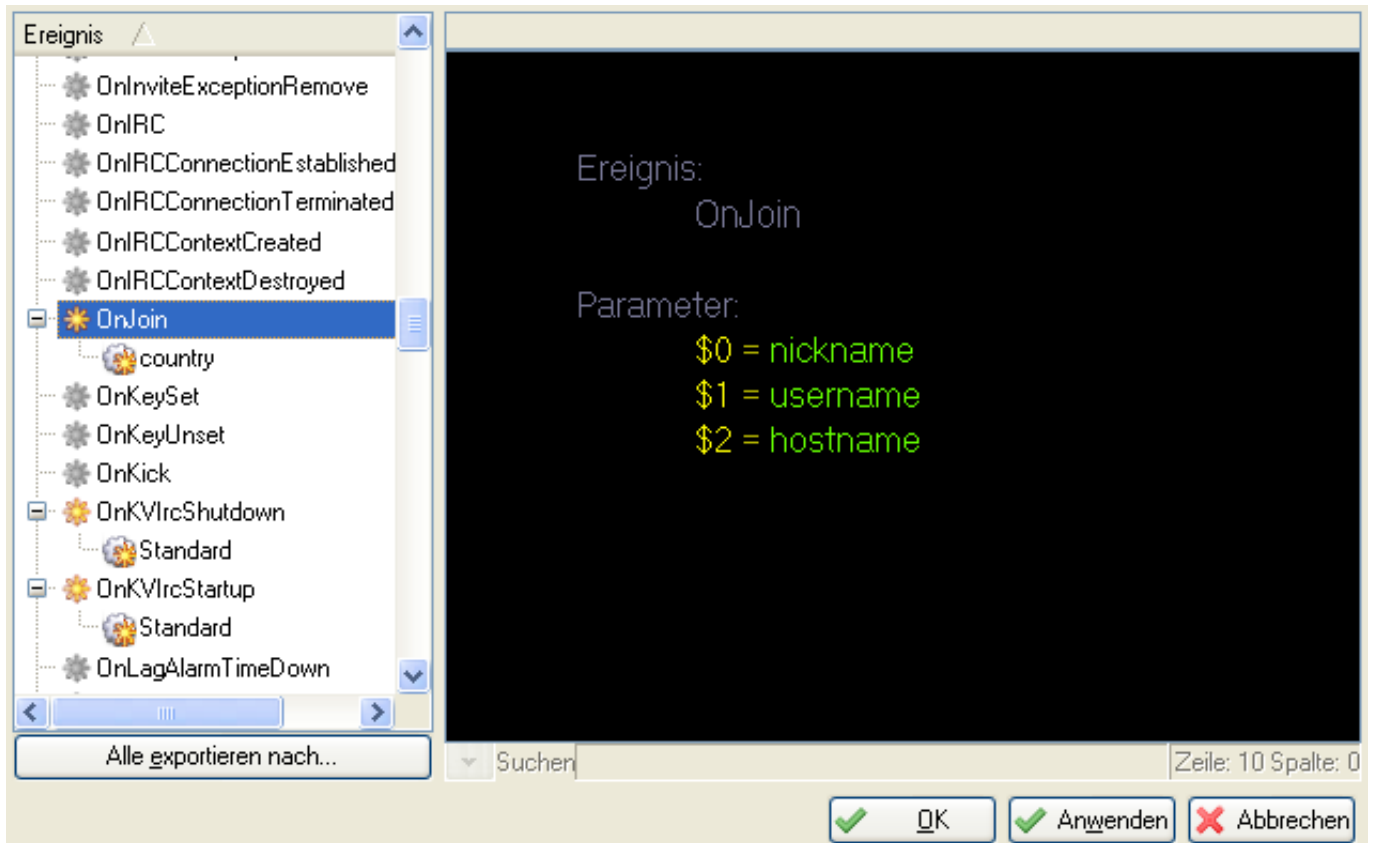 Ereignis
OnInviteExceptionRemove
OnIRC
OnIRCConnectionEstablished
OnIRCConnectionTerminated
OnIRCContextCreated
OnIRCContextDestroyed
OnJoin
country
OnKeySet
OnKeyUnset
OnKick
OnKVIrcShutdown
Standard
OnKVIrcStartup
Standard
OnLagAlarmTimeDown
Alle exportieren nach...
Ereignis:
OnJoin
Parameter:
$0 = nickname
$1 = username
$2 = hostname
Suchen
Zeile: 10 Spalte: 0
OK
Anwenden
Abbrechen